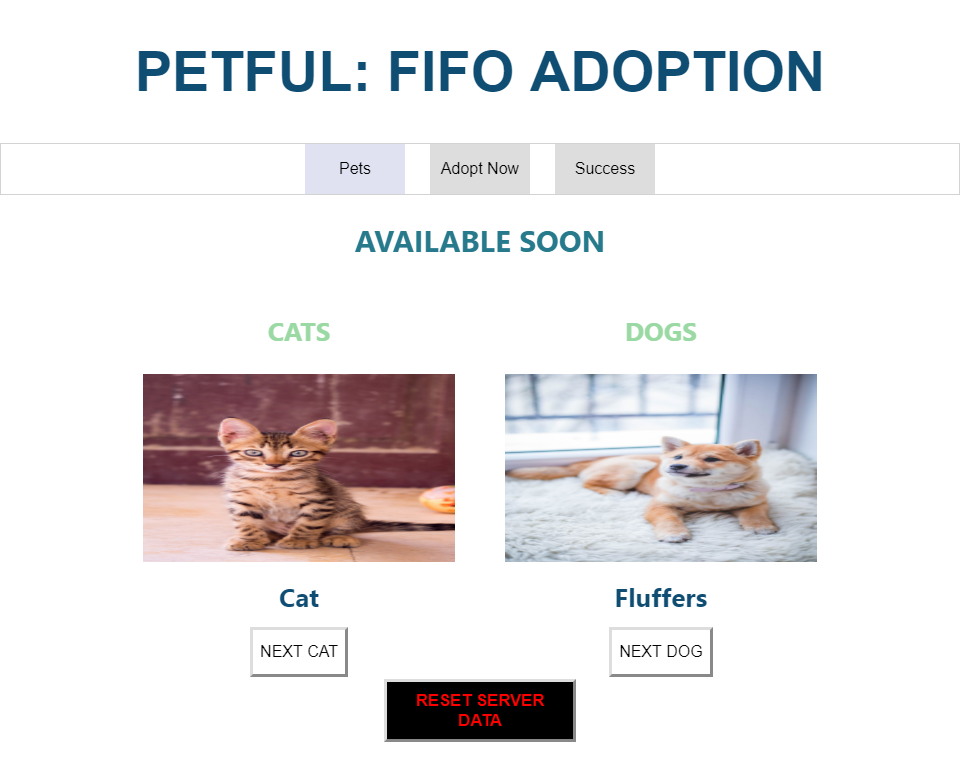 PETFUL: FIFO ADOPTION
Pets
Adopt Now
Success
AVAILABLE SOON
CATS
DOGS
Cat
Fluffers
NEXT CAT
NEXT DOG
RESET SERVER
DATA